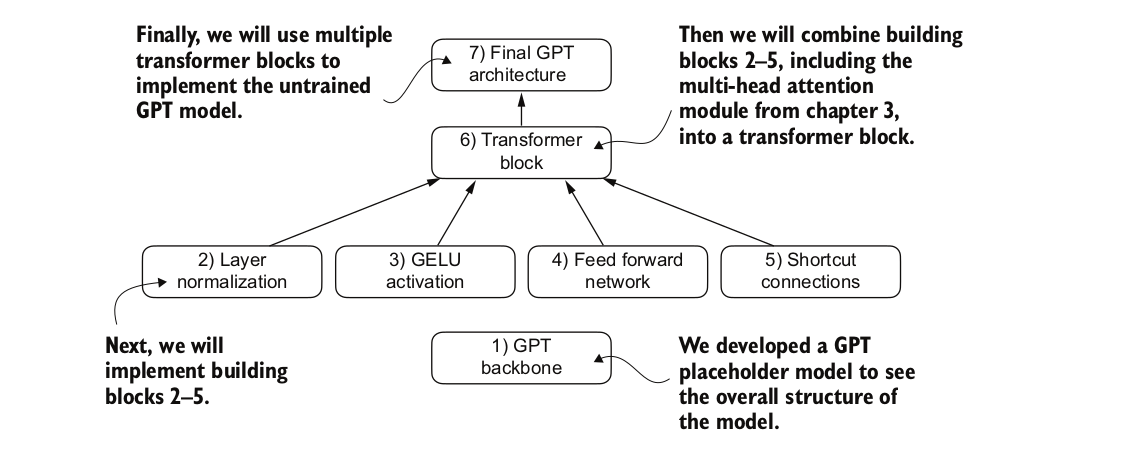 Finally, we will use multiple
transformer blocks to
implement the untrained
GPT model.
7) Final GPT
architecture
Then we will combine building
blocks 2–5, including the
multi-head attention
module from chapter 3,
into a transformer block.
6) Transformer
block
2) Layer
normalization
3) GELU
activation
4) Feed forward
network
5) Shortcut
connections
Next, we will
implement building
blocks 2–5.
1) GPT
backbone
We developed a GPT
placeholder model to see
the overall structure of
the model.